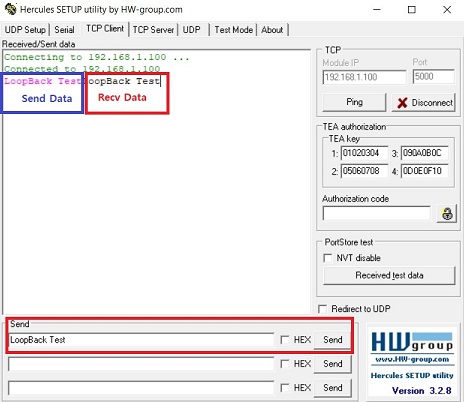 Hercules SETUP utility by HW-group.com
UDP Setup Serial TCP Client TCP Server UDP Test Mode About
Received/Sent data
Connecting to 192.168.1.100 ...
Connected to 192.168.1.100
LoopBack TestLoopBack Test
Send Data Recv Data
TCP
Module IP Port
192.168.1.100 5000
Ping Disconnect
TEA authorization
TEA key
1: 01020304 3: 090A0B0C
2: 05060708 4: 0D0E0F10
Authorization code
PortStore test
NVT disable
Received test data
Redirect to UDP
Send
LoopBack Test HEX Send
HEX Send
HEX Send
HW group
www.HW-group.com
Hercules SETUP utility
Version 3.2.8